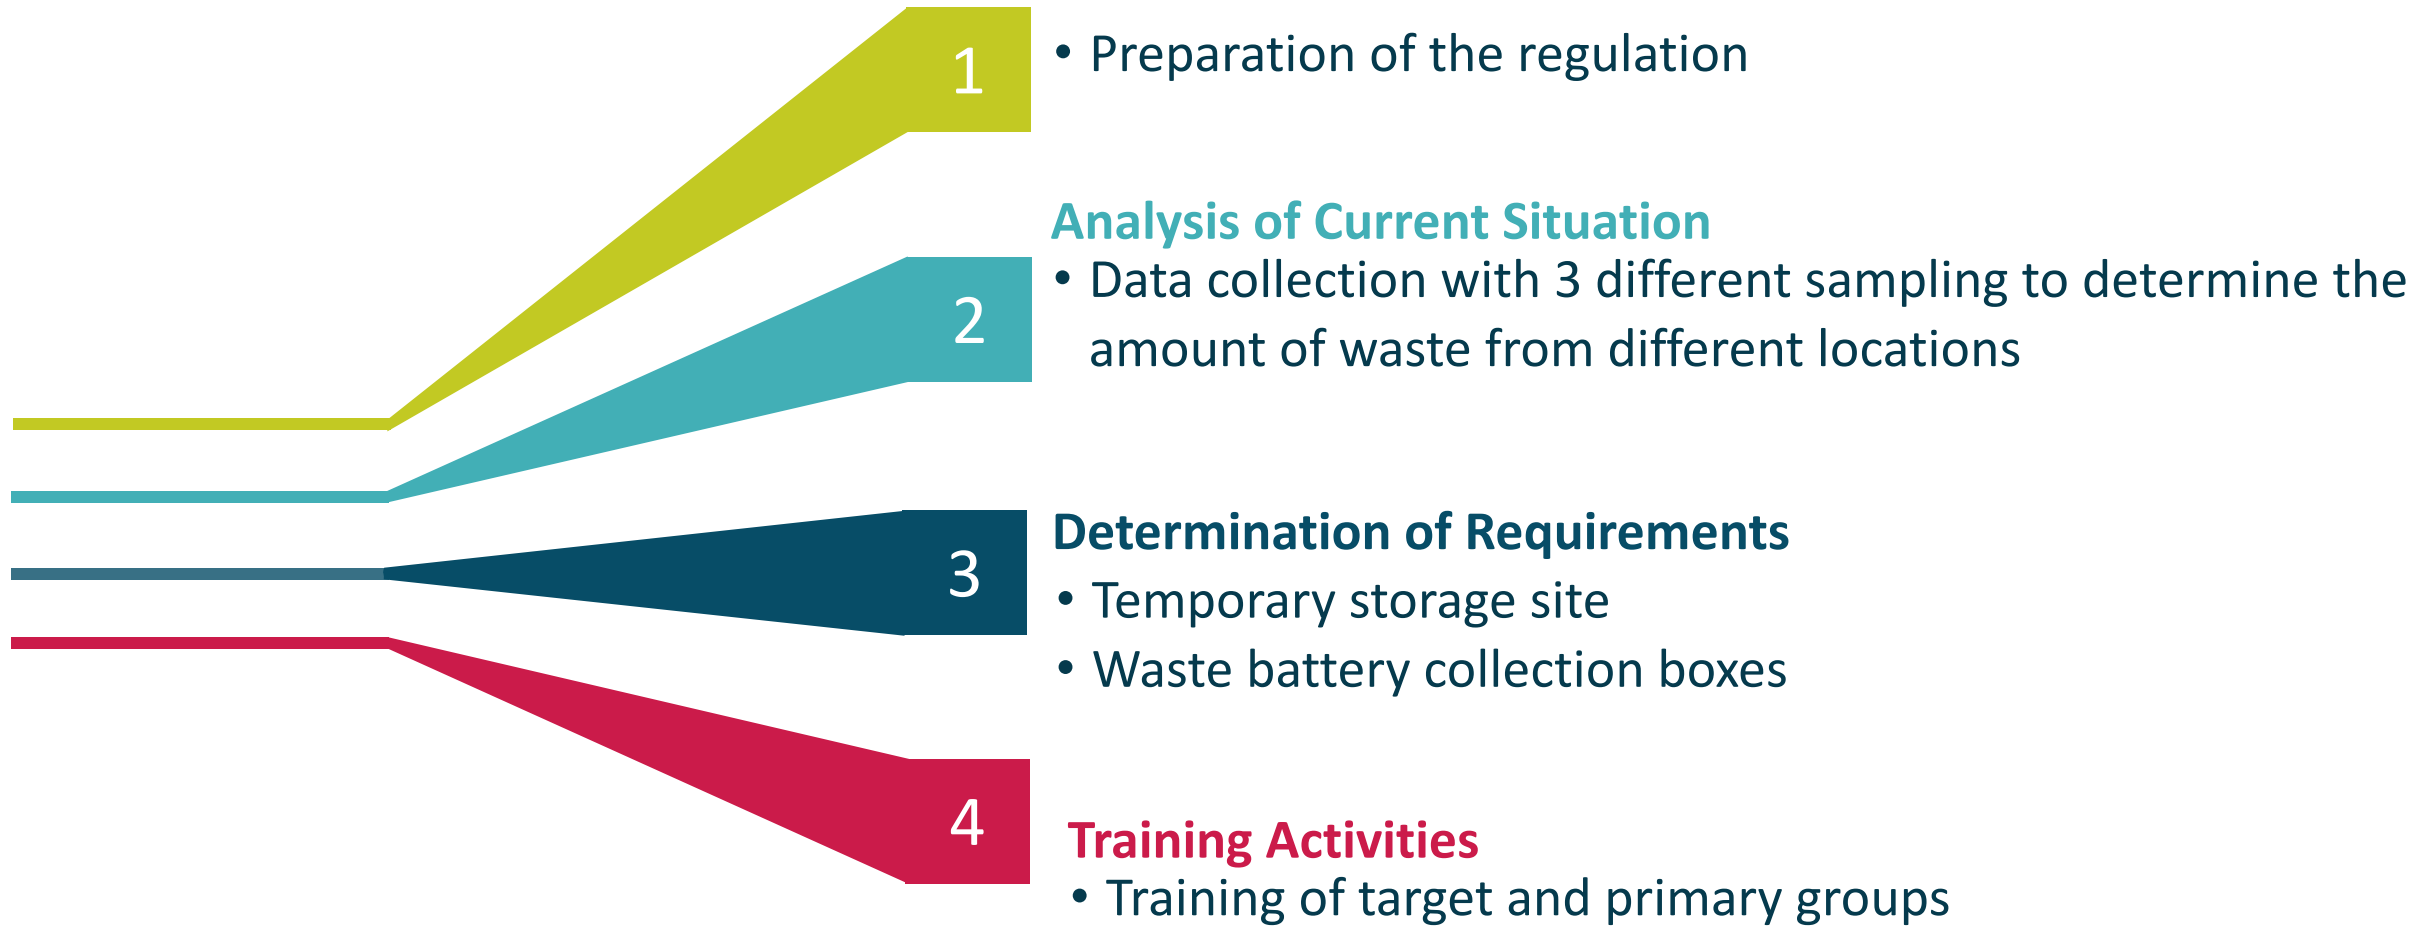 1
• Preparation of the regulation
Analysis of Current Situation
2
• Data collection with 3 different sampling to determine the
amount of waste from different locations
3
Determination of Requirements
• Temporary storage site
• Waste battery collection boxes
4
Training Activities
• Training of target and primary groups